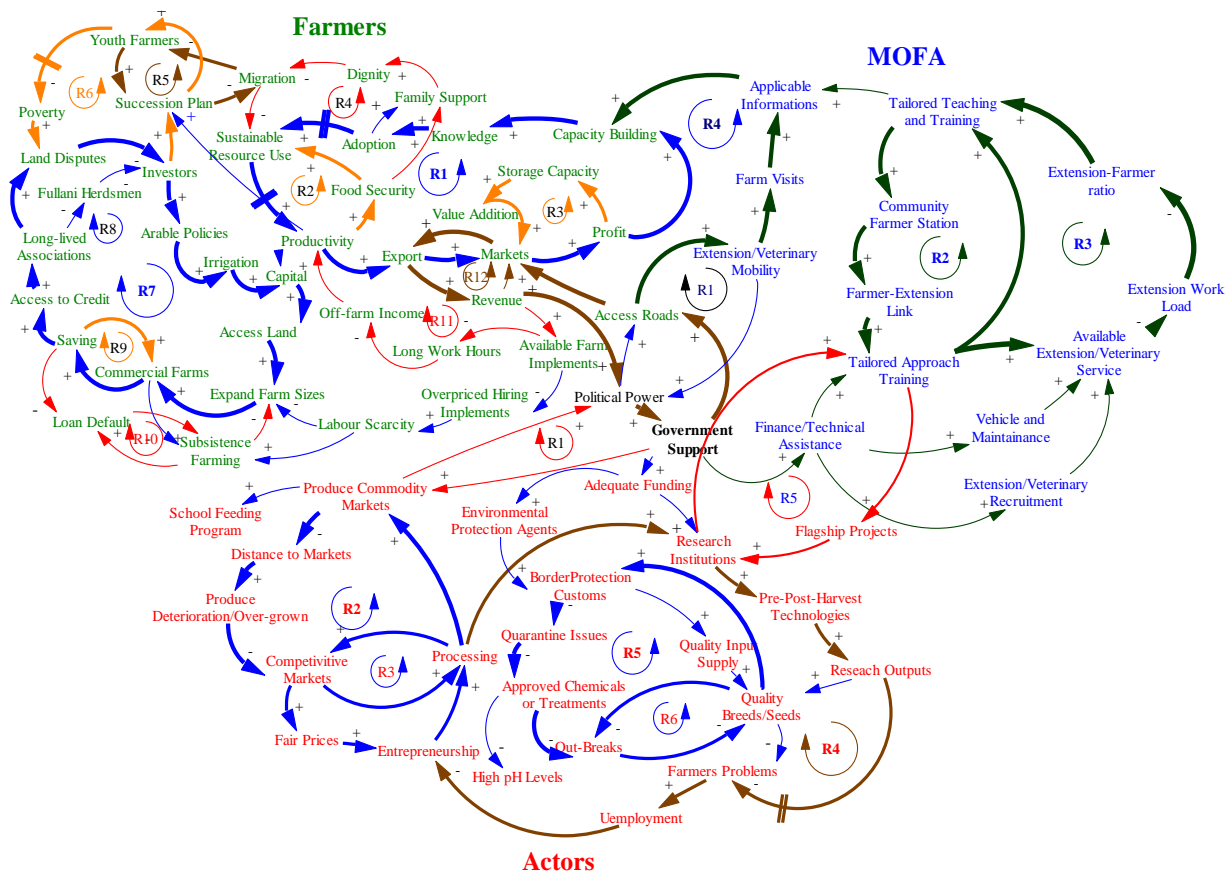 Farmers
MOFA
Youth Farmers
R6
R5
Succession Plan
Migration
Dignity
R4
Family Support
Poverty
Sustainable
Resource Use
Adoption
Knowledge
Capacity Building
Land Disputes
Investors
R1
R2
Food Security
Storage Capacity
Value Addition
R3
Profit
Fullani Herdsmen
R8
Long-lived
Associations
Arable Policies
Irrigation
Productivity
Capital
Export
Markets
R12
Revenue
Access to Credit
R7
Off-farm Income
R11
Long Work Hours
Available Farm
Implements
Access Land
Saving
R9
Commercial Farms
Expand Farm Sizes
Overpriced Hiring
Implements
Labour Scarcity
Loan Default
R10
Subsistence
Farming
Applicable
Informations
R4
Tailored Teaching
and Training
Farm Visits
Extension-Farmer
ratio
Community
Farmer Station
R2
R3
Extension/Veterinary
Mobility
R1
Access Roads
Farmer-Extension
Link
Extension Work
Load
Tailored Approach
Training
Available
Extension/Veterinary
Service
Political Power
Government
Support
R1
Finance/Technical
Assistance
Vehicle and
Maintainance
Adequate Funding
R5
Extension/Veterinary
Recruitment
Produce Commodity
Markets
School Feeding
Program
Environmental
Protection Agents
Research
Institutions
Flagship Projects
Distance to Markets
BorderProtection
Customs
Pre-Post-Harvest
Technologies
Produce
Deterioration/Over-grown
R2
Quarantine Issues
R5
Quality Input
Supply
Competivitive
Markets
R3
Processing
Approved Chemicals
or Treatments
Reseach Outputs
R6
Quality
Breeds/Seeds
R4
Fair Prices
Entrepreneurship
Out-Breaks
High pH Levels
Farmers Problems
Uemployment
Actors